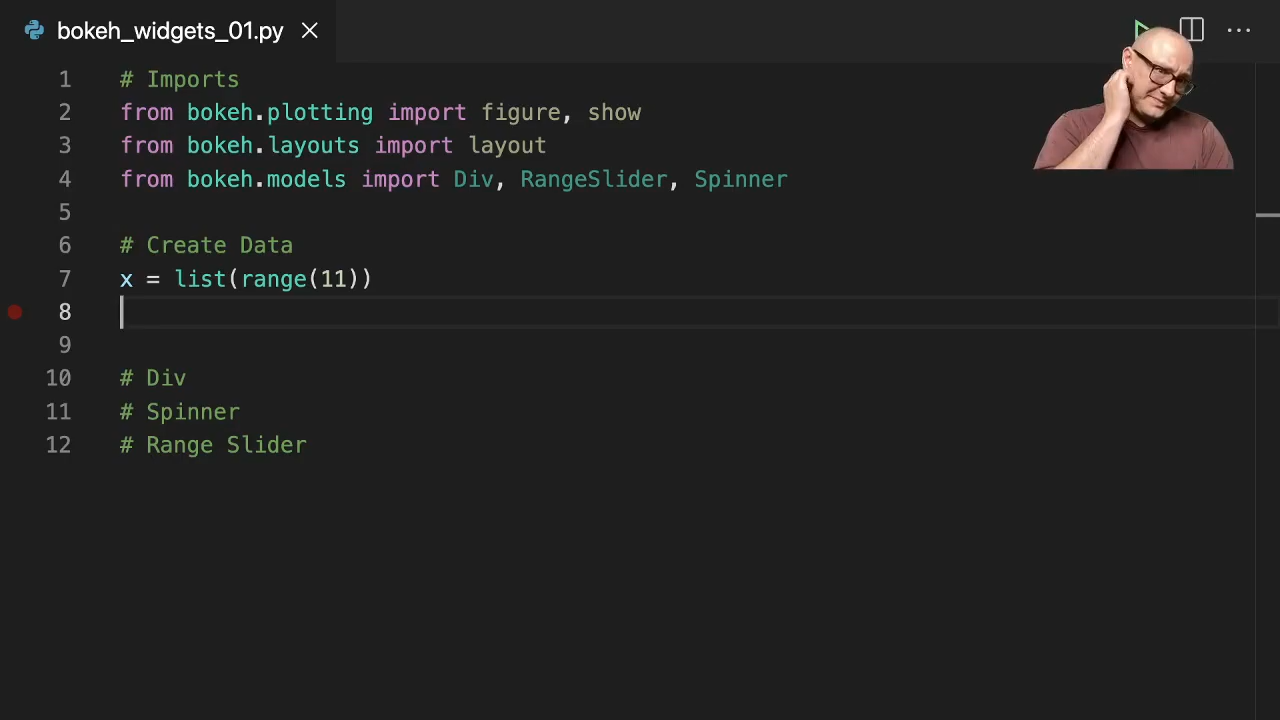 bokeh_widgets_01.py
1 # Imports
2 from bokeh.plotting import figure, show
3 from bokeh.layouts import layout
4 from bokeh.models import Div, RangeSlider, Spinner
5
6 # Create Data
7 x = list(range(11))
8
9
10 # Div
11 # Spinner
12 # Range Slider